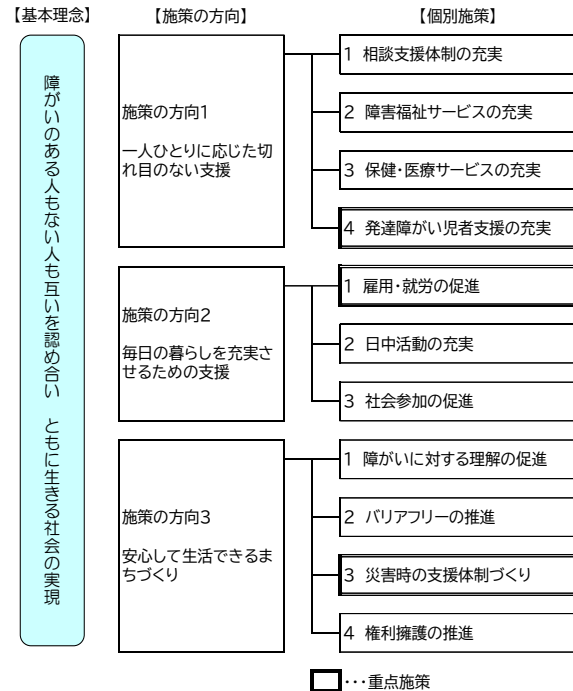 【基本理念】
【施策の方向】
【個別施策】
障がいのある人もない人も互いを認め合い　ともに生きる社会の実現
施策の方向1
一人ひとりに応じた切
れ目のない支援
1 相談支援体制の充実
2 障害福祉サービスの充実
3 保健・医療サービスの充実
4 発達障がい児者支援の充実
施策の方向2
毎日の暮らしを充実さ
せるための支援
1 雇用・就労の促進
2 日中活動の充実
3 社会参加の促進
施策の方向3
安心して生活できるま
ちづくり
1 障がいに対する理解の促進
2 バリアフリーの推進
3 災害時の支援体制づくり
4 権利擁護の推進
・・・重点施策